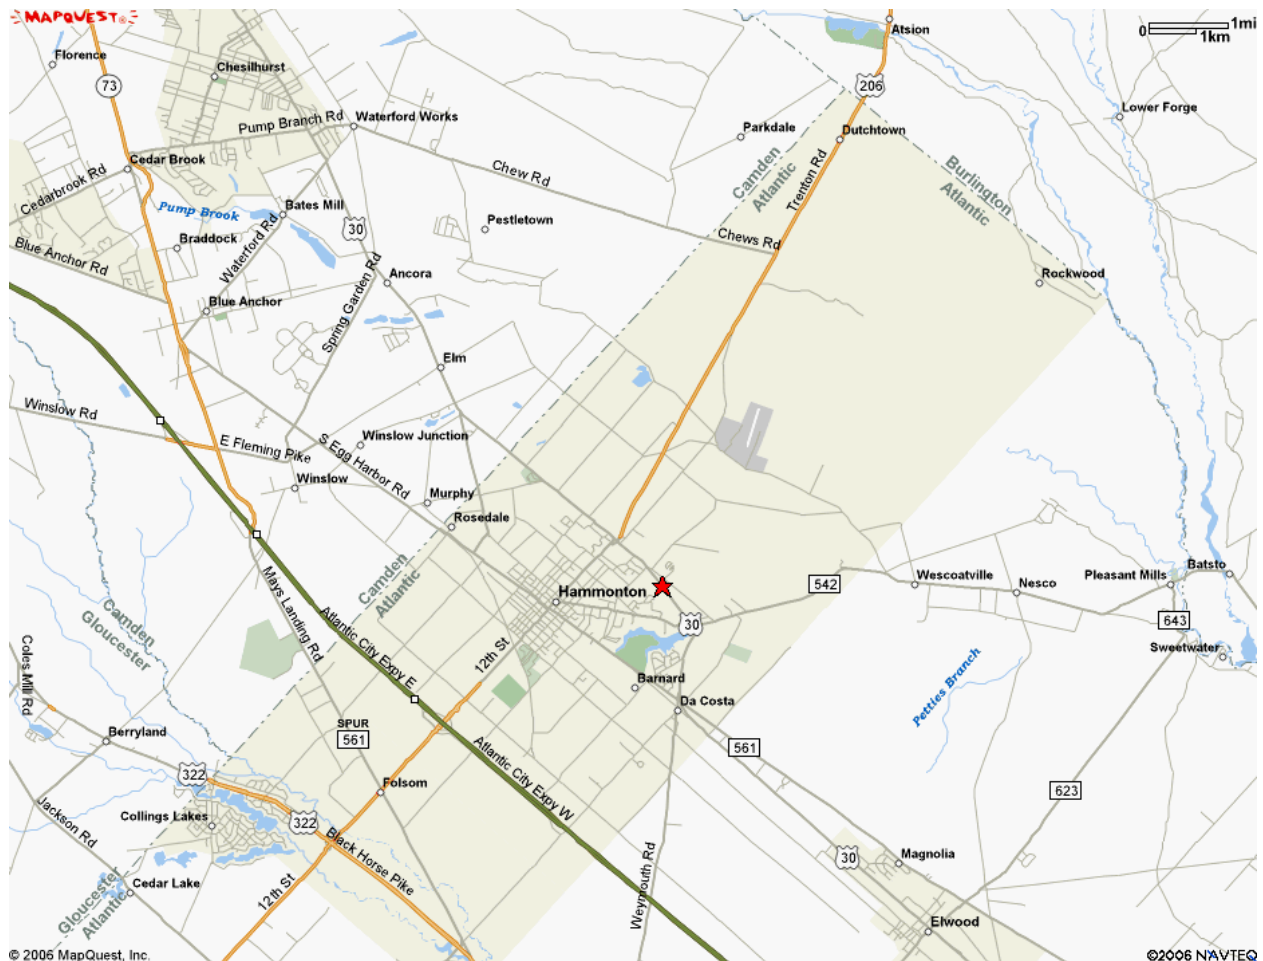 MAPQUEST®
Florence
Chesilhurst
73
Atsion
0
1mi
1km
206
Lower Forge
Pump Branch Rd
Waterford Works
Parkdale
Dutchtown
Cedar Brook
Cedarbrook Rd
Chew Rd
Camden
Atlantic
Trenton Rd
Burlington
Atlantic
Pump Brook
Bates Mill
30
Pestletown
Braddock
Waterford Rd
Blue Anchor Rd
Chews Rd
Ancora
Rockwood
Blue Anchor
Spring Garden Rd
Elm
Winslow Rd
E Fleming Pike
S Egg Harbor Rd
Winslow Junction
Winslow
Murphy
Rosedale
Camden
Atlantic
Hammonton
542
Wescoatville
Nesco
Pleasant Mills
Batsto
Mays Landing Rd
Camden
Gloucester
Atlantic City Expy E
12th St
30
643
Sweetwater
Coles Mill Rd
Petties Branch
Barnard
Da Costa
Berryland
SPUR
561
561
Atlantic City Expy W
322
Folsom
623
Collings Lakes
322
Black Horse Pike
Jackson Rd
Weymouth Rd
30
Magnolia
Cedar Lake
Gloucester
Atlantic
12th St
Elwood
© 2006 MapQuest, Inc.
©2006 NAVTEQ